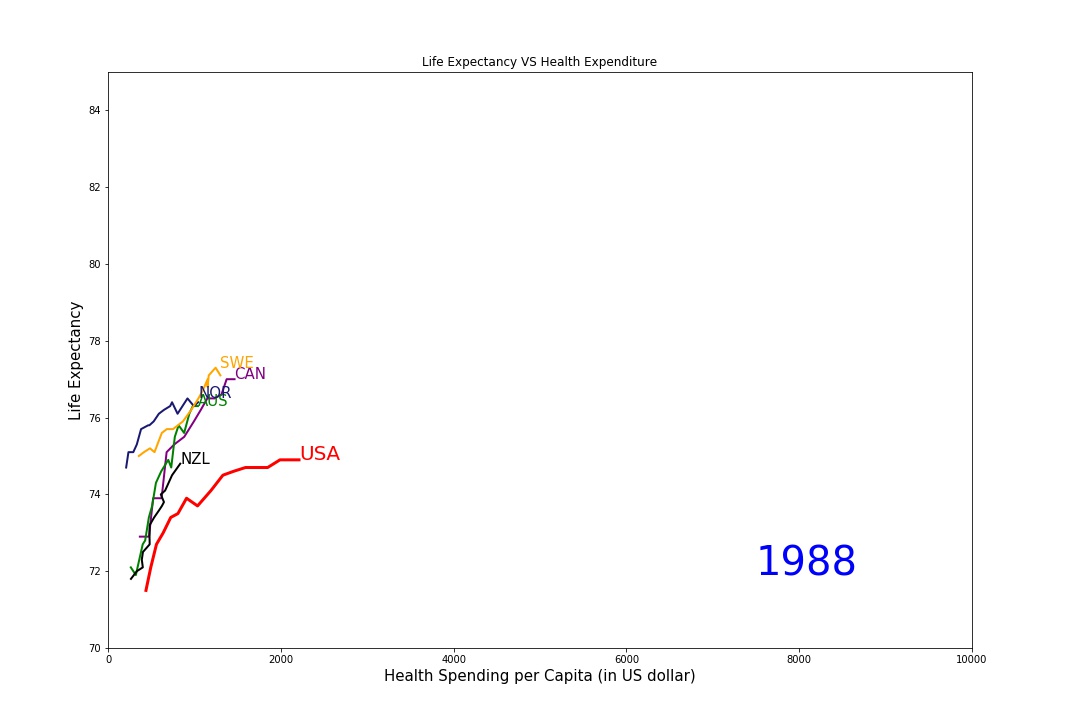 Life Expectancy VS Health Expenditure
84
82
80
78
76
74
72
70
Life Expectancy
SWE
CAN
NOR
AUS
NZL
USA
1988
0
2000
4000
6000
8000
10000
Health Spending per Capita (in US dollar)